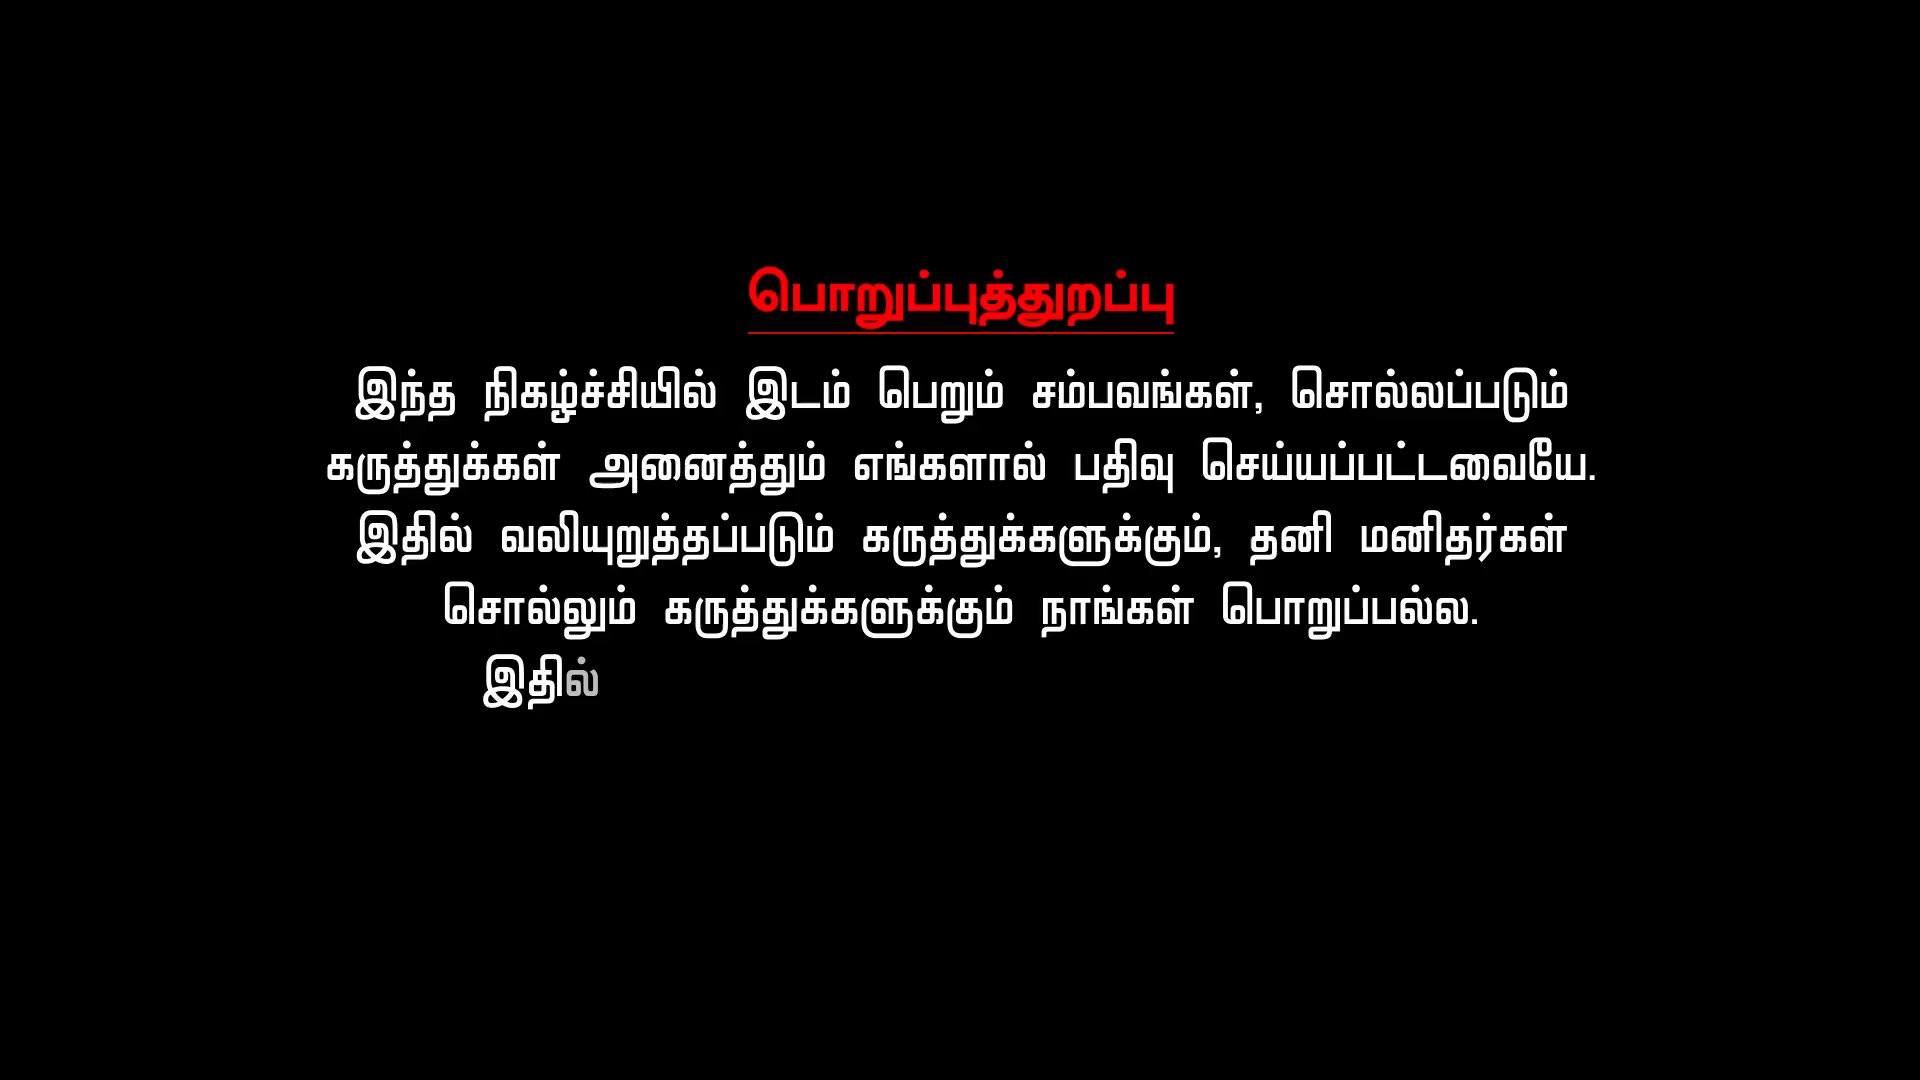 பொறுப்புத்துறப்பு
இந்த நிகழ்ச்சியில் இடம் பெறும் சம்பவங்கள், சொல்லப்படும்
கருத்துக்கள் அனைத்தும் எங்களால் பதிவு செய்யப்பட்டவையே.
இதில் வலியுறுத்தப்படும் கருத்துக்களுக்கும், தனி மனிதர்கள்
சொல்லும் கருத்துக்களுக்கும் நாங்கள் பொறுப்பல்ல.
இதில்